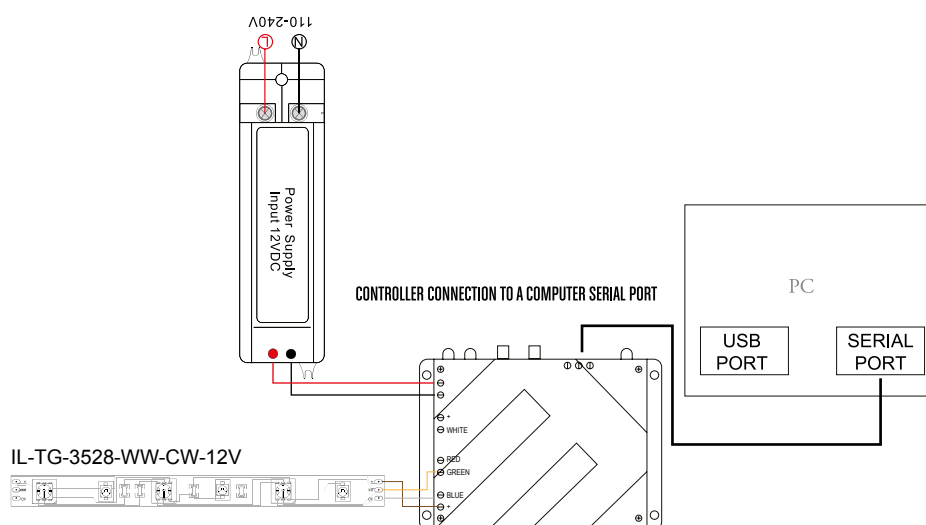 110-240V
L
N
Power Supply
Input 12VDC
CONTROLLER CONNECTION TO A COMPUTER SERIAL PORT
PC
USB
PORT
SERIAL
PORT
+
WHITE
RED
GREEN
BLUE
+
IL-TG-3528-WW-CW-12V